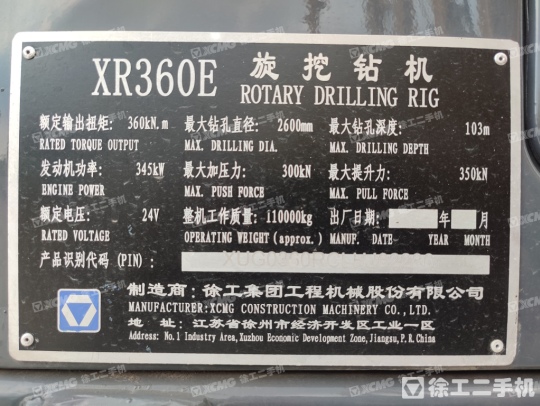 XR360E 旋挖钻机
ROTARY DRILLING RIG
额定输出扭矩: 360kN.m 最大钻孔直径: 2600mm 最大钻孔深度: 103m
RATED TORQUE OUTPUT MAX. DRILLING DIA. MAX. DRILLING DEPTH
发动机功率: 345kW 最大加压力: 300kN 最大提升力: 350kN
ENGINE POWER MAX. PUSH FORCE MAX. PULL FORCE
额定电压: 24V 整机工作质量: 110000kg 出厂日期: 年 月
RATED VOLTAGE OPERATING WEIGHT (approx.) MANUF. DATE YEAR MONTH
产品识别代码 (PIN):
制造商: 徐工集团工程机械股份有限公司
MANUFACTURER:XCMG CONSTRUCTION MACHINERY CO., LTD.
地 址: 江苏省徐州市经济开发区工业一区
Address: No.1 Industry Area, Xuzhou Economic Development Zone, Jiangsu, P.R. China
徐工二手机